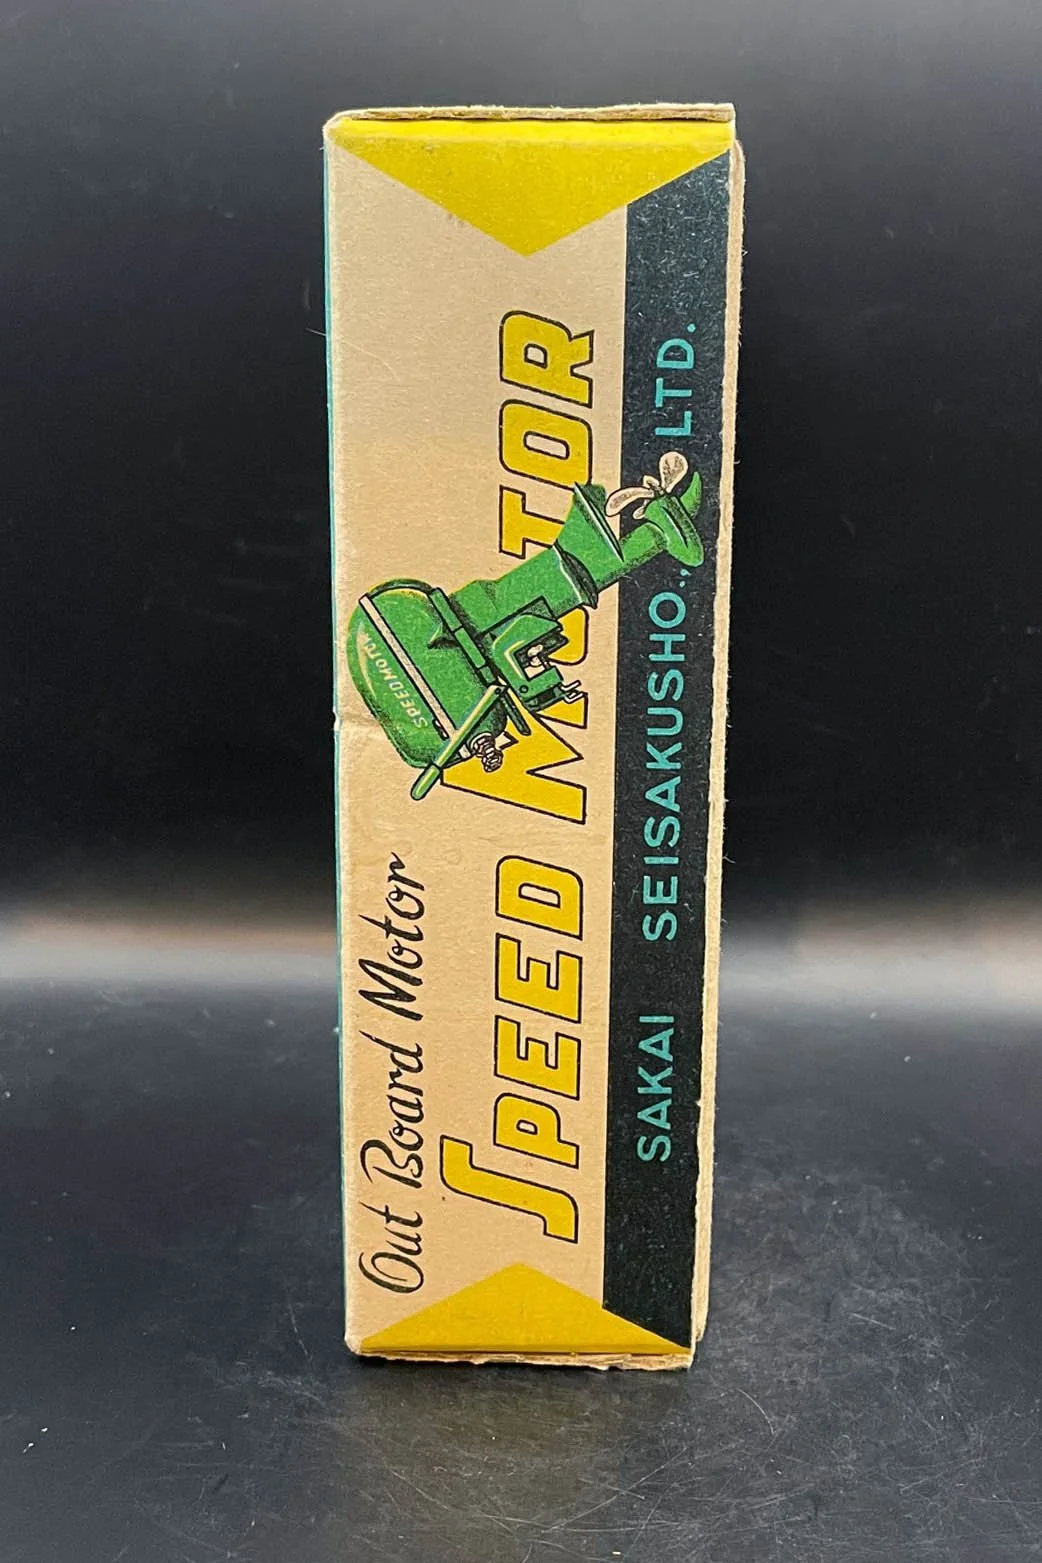 Out Board Motor
SPEED MOTOR
SPEEDMOTOR
SAKAI SEISAKUSHO., LTD.